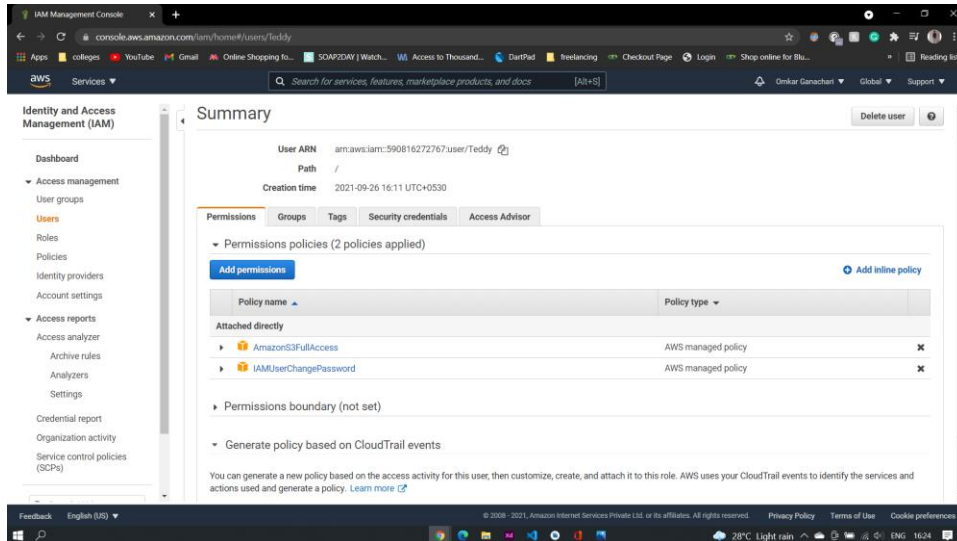 IAM Management Console
console.aws.amazon.com/iam/home#/users/Teddy
Apps colleges YouTube Gmail Online Shopping fo... SOAP2DAY | Watch... Access to Thousand... DartPad freelancing Checkout Page Login Shop online for Blu... » Reading list
aws Services Search for services, features, marketplace products, and docs [Alt+S] Omkar Ganachari Global Support
Identity and Access Management (IAM)
Dashboard
Access management
User groups
Users
Roles
Policies
Identity providers
Account settings
Access reports
Access analyzer
Archive rules
Analyzers
Settings
Credential report
Organization activity
Service control policies (SCPs)
Summary
Delete user
User ARN arn:aws:iam::590816272767:user/Teddy
Path /
Creation time 2021-09-26 16:11 UTC+0530
Permissions Groups Tags Security credentials Access Advisor
Permissions policies (2 policies applied)
Add permissions Add inline policy
Policy name Policy type
Attached directly
AmazonS3FullAccess AWS managed policy
IAMUserChangePassword AWS managed policy
Permissions boundary (not set)
Generate policy based on CloudTrail events
You can generate a new policy based on the access activity for this user, then customize, create, and attach it to this role. AWS uses your CloudTrail events to identify the services and
actions used and generate a policy. Learn more
Feedback English (US) © 2008 - 2021, Amazon Internet Services Private Ltd. or its affiliates. All rights reserved. Privacy Policy Terms of Use Cookie preferences
28°C Light rain ENG 1624